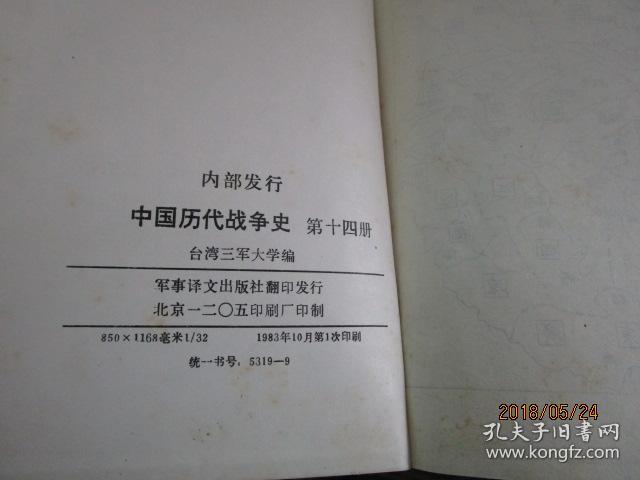 内部发行
中国历代战争史 第十四册
台湾三军大学编
军事译文出版社翻印发行
北京一二〇五印刷厂印制
850×1168毫米1/32 1983年10月第1次印刷
统一书号：5319—9
2018/05/24
孔夫子旧书网
www.kongfz.com